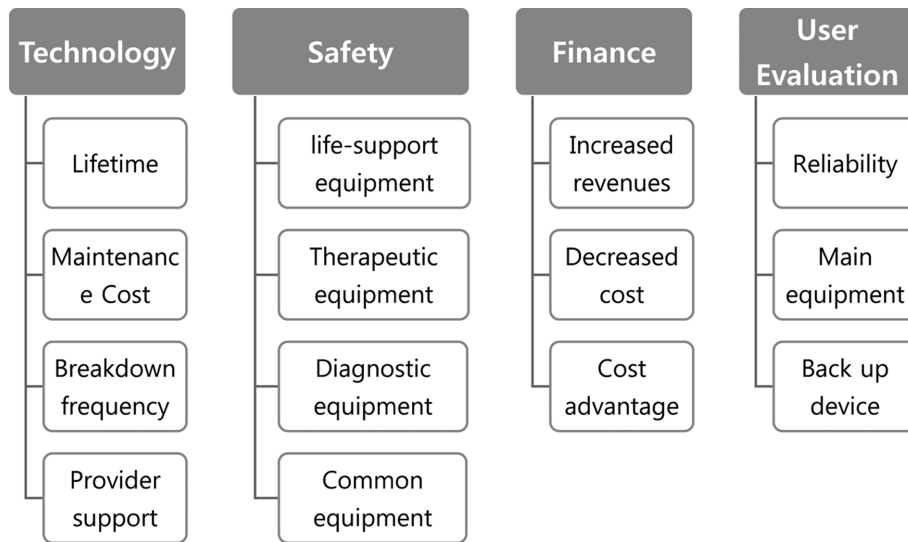 Technology
Lifetime
Maintenanc
e Cost
Breakdown
frequency
Provider
support
Safety
life-support
equipment
Therapeutic
equipment
Diagnostic
equipment
Common
equipment
Finance
Increased
revenues
Decreased
cost
Cost
advantage
User
Evaluation
Reliability
Main
equipment
Back up
device